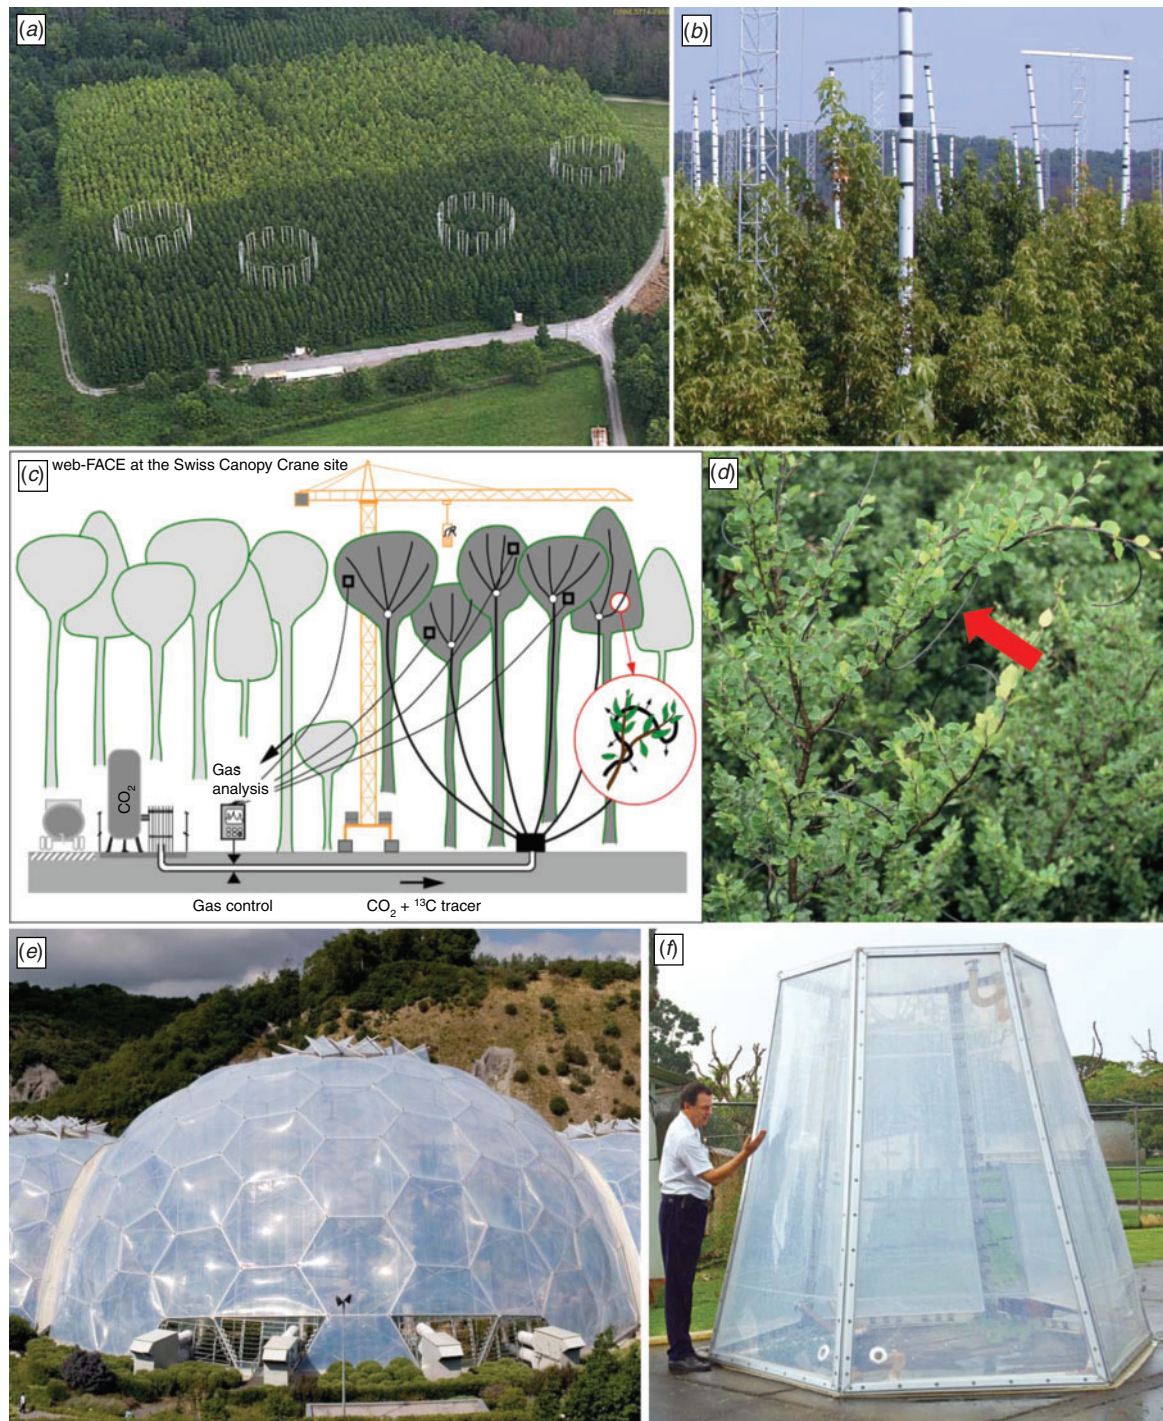 (a)
(b)
(c) web-FACE at the Swiss Canopy Crane site
(d)
CO2
Gas
analysis
Gas control
CO2 + 13C tracer
(e)
(f)